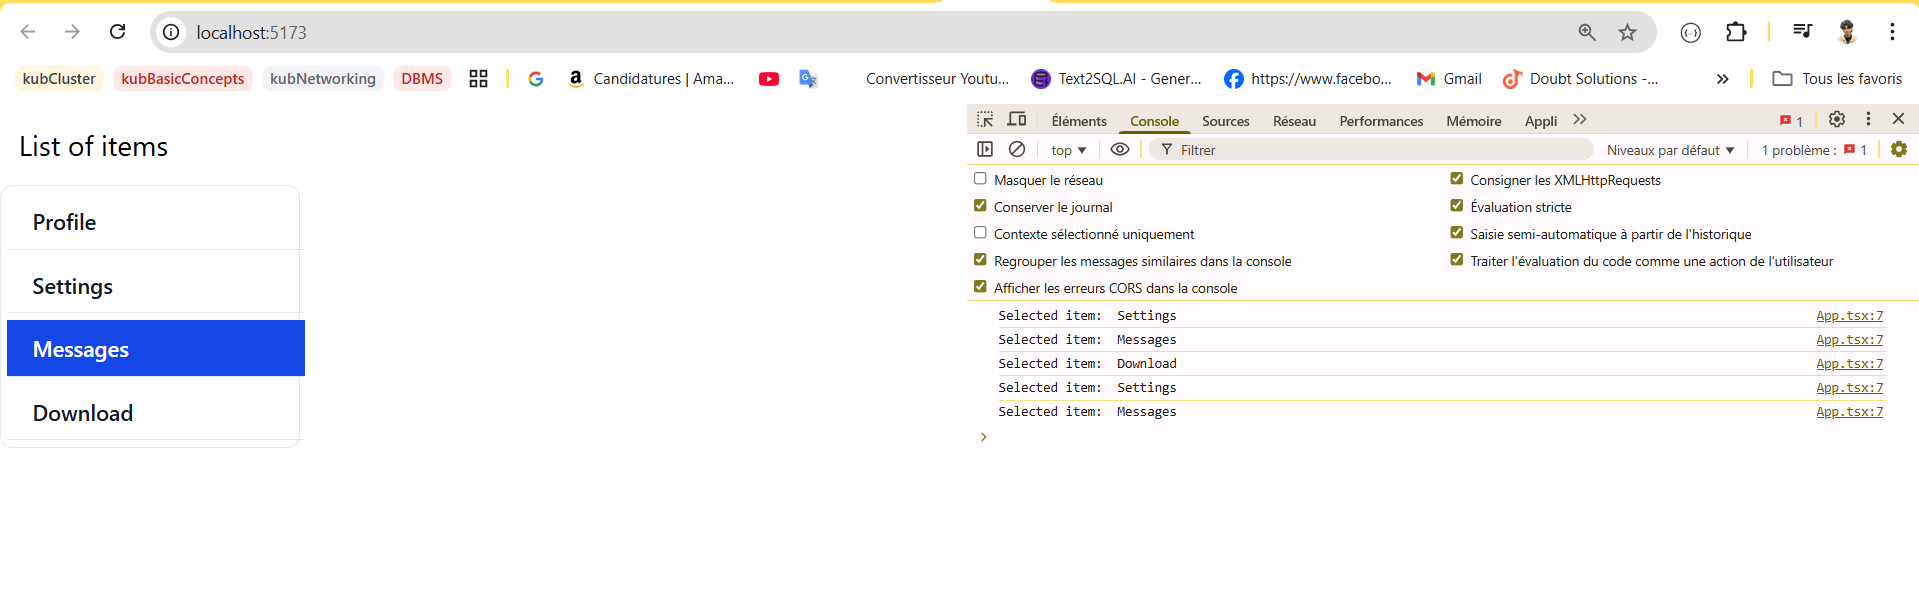 localhost:5173
kubCluster kubBasicConcepts kubNetworking DBMS Candidatures | Ama... Convertisseur Youtu... Text2SQL.AI - Gener... https://www.facebo... Gmail Doubt Solutions -... Tous les favoris
List of items
Profile
Settings
Messages
Download
Éléments Console Sources Réseau Performances Mémoire Appli 1
top Filtrer Niveaux par défaut 1 problème : 1
Masquer le réseau
Consigner les XMLHttpRequests
Conserver le journal
Évaluation stricte
Contexte sélectionné uniquement
Saisie semi-automatique à partir de l'historique
Regrouper les messages similaires dans la console
Traiter l'évaluation du code comme une action de l'utilisateur
Afficher les erreurs CORS dans la console
Selected item: Settings App.tsx:7
Selected item: Messages App.tsx:7
Selected item: Download App.tsx:7
Selected item: Settings App.tsx:7
Selected item: Messages App.tsx:7